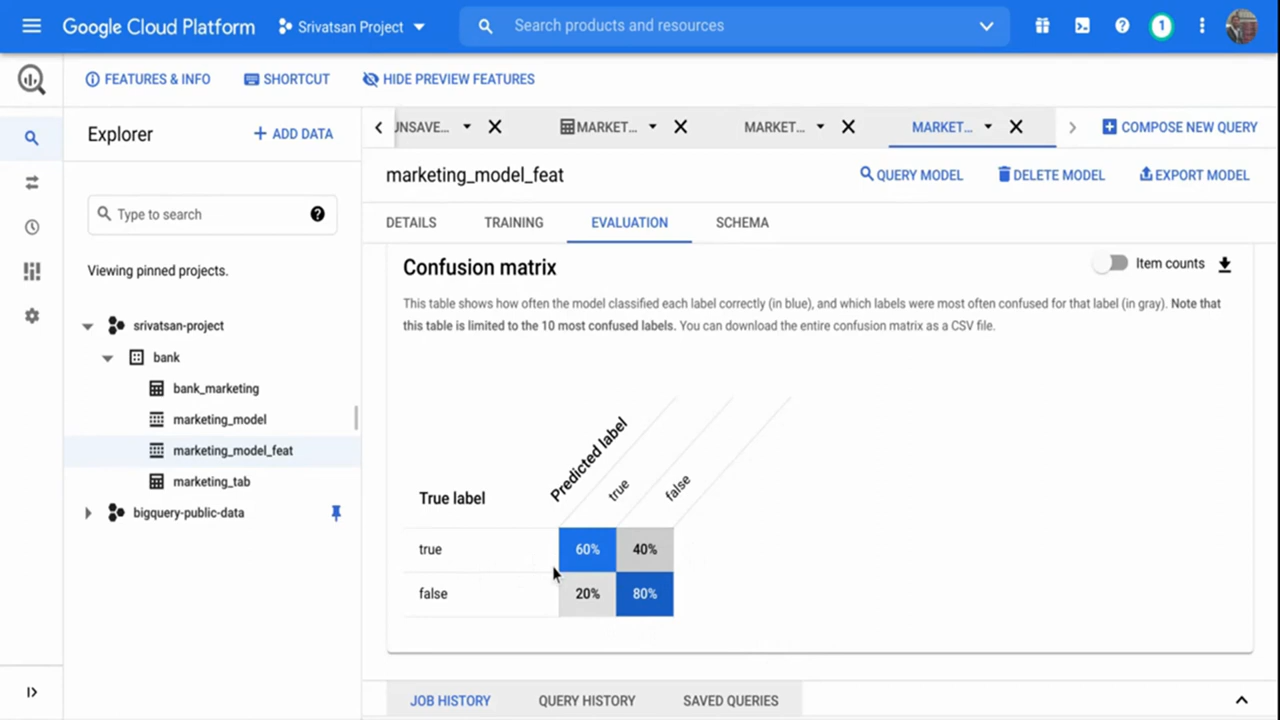 Google Cloud Platform
Srivatsan Project
Search products and resources
1
FEATURES & INFO
SHORTCUT
HIDE PREVIEW FEATURES
Explorer
+ ADD DATA
UNSAVE...
MARKET...
MARKET...
MARKET...
COMPOSE NEW QUERY
marketing_model_feat
QUERY MODEL
DELETE MODEL
EXPORT MODEL
Type to search
DETAILS
TRAINING
EVALUATION
SCHEMA
Viewing pinned projects.
srivatsan-project
bank
bank_marketing
marketing_model
marketing_model_feat
marketing_tab
bigquery-public-data
Confusion matrix
Item counts
This table shows how often the model classified each label correctly (in blue), and which labels were most often confused for that label (in gray). Note that
this table is limited to the 10 most confused labels. You can download the entire confusion matrix as a CSV file.
Predicted label
true
false
True label
true
60%
40%
false
20%
80%
JOB HISTORY
QUERY HISTORY
SAVED QUERIES